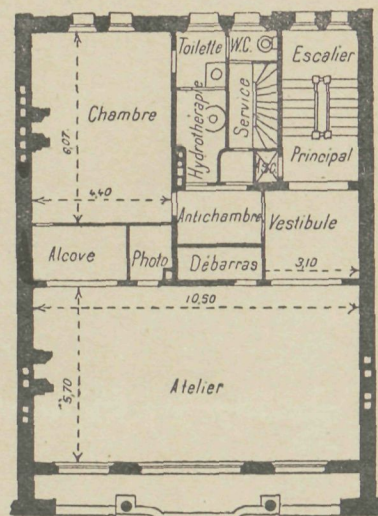 Toilette
W.C.
Escalier
Chambre
Hydrothérapie
Service
6,07
Principal
4,40
Antichambre
Vestibule
Alcove
Photo
Débarras
3,10
10,50
5,70
Atelier